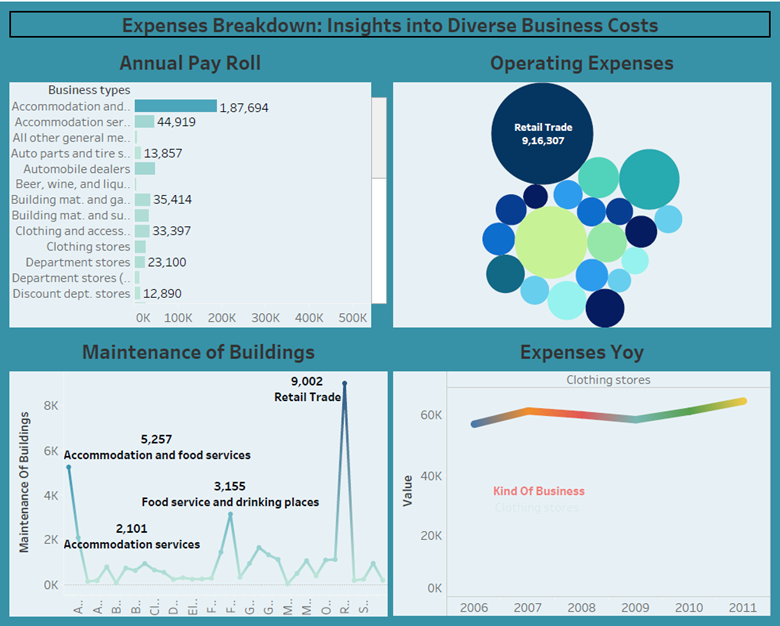 Expenses Breakdown: Insights into Diverse Business Costs
Annual Pay Roll
Business types
Accommodation and.. 1,87,694
Accommodation ser.. 44,919
All other general me..
Auto parts and tire s.. 13,857
Automobile dealers
Beer, wine, and liqu..
Building mat. and ga.. 35,414
Building mat. and su..
Clothing and access.. 33,397
Clothing stores
Department stores 23,100
Department stores (..
Discount dept. stores 12,890
0K 100K 200K 300K 400K 500K
Operating Expenses
Retail Trade
9,16,307
Maintenance of Buildings
Maintenance Of Buildings
8K
6K
4K
2K
0K
9,002
Retail Trade
5,257
Accommodation and food services
3,155
Food service and drinking places
2,101
Accommodation services
A.. A.. B.. B.. Cl.. D.. El.. F.. F.. G.. G.. M.. M.. O.. R.. S..
Expenses Yoy
Clothing stores
Value
60K
40K
20K
0K
Kind Of Business
Clothing stores
2006 2007 2008 2009 2010 2011